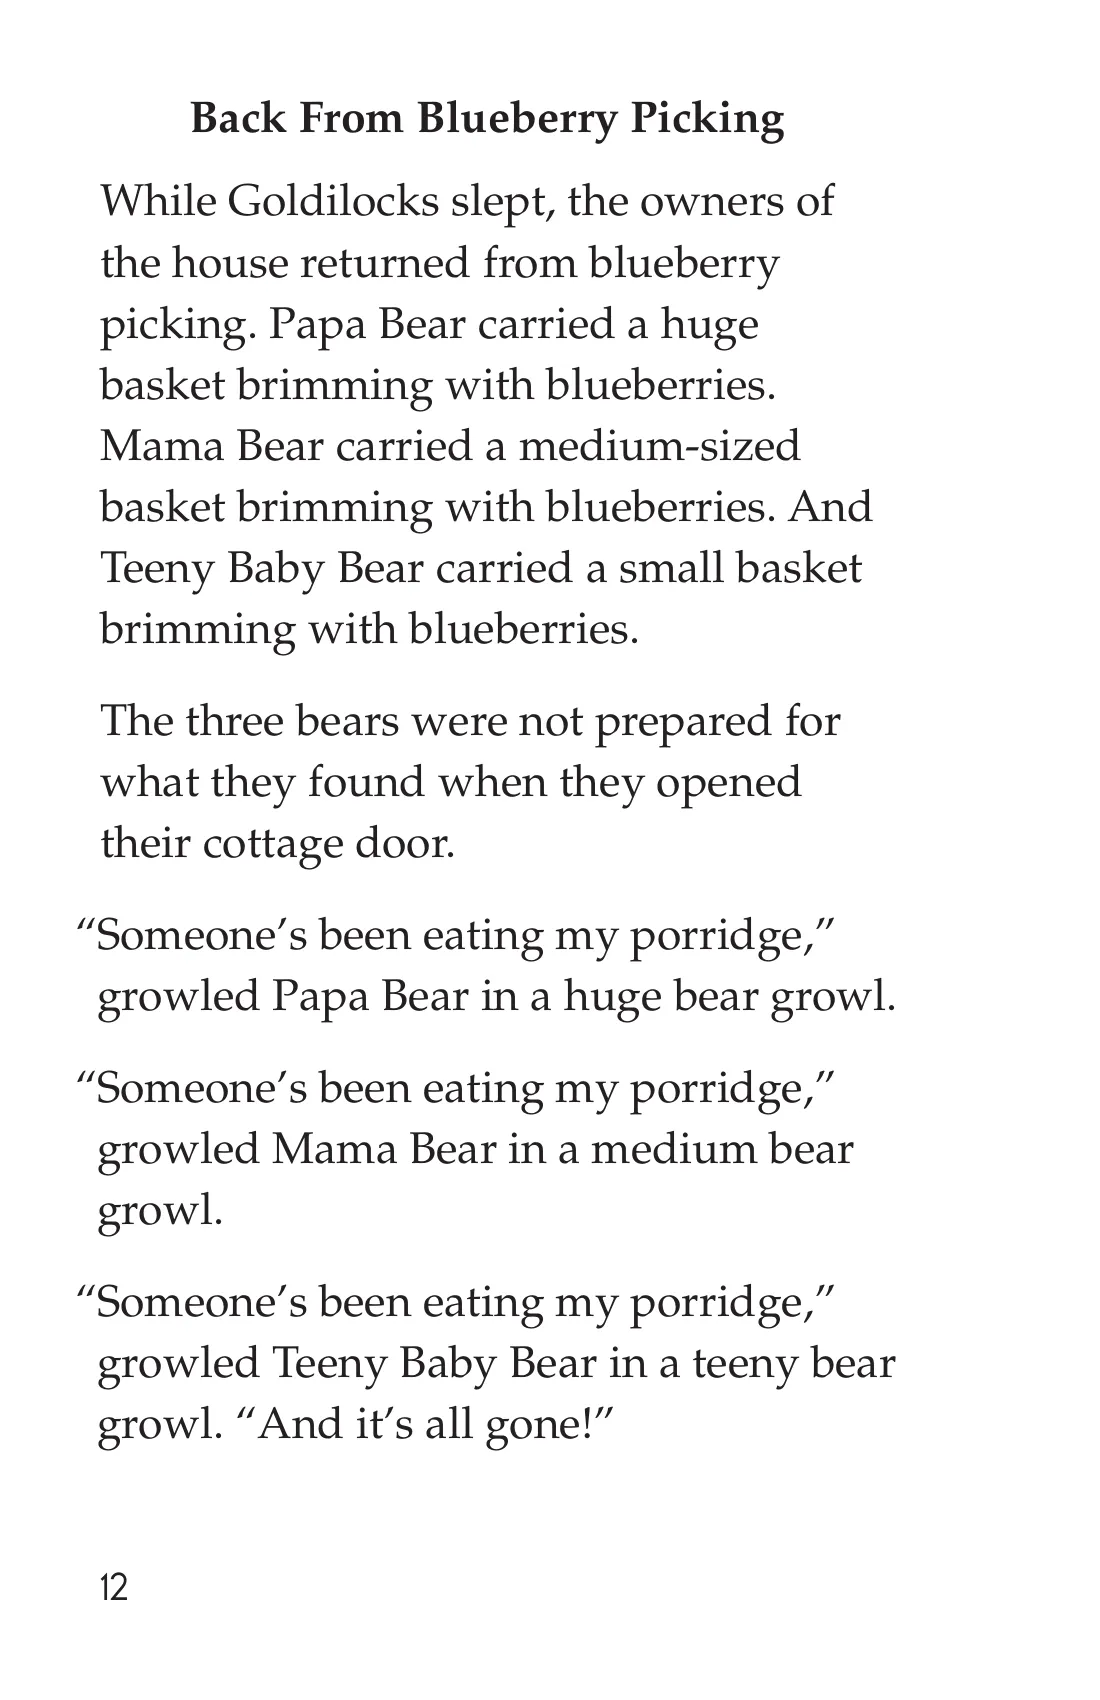 Back From Blueberry Picking
While Goldilocks slept, the owners of
the house returned from blueberry
picking. Papa Bear carried a huge
basket brimming with blueberries.
Mama Bear carried a medium-sized
basket brimming with blueberries. And
Teeny Baby Bear carried a small basket
brimming with blueberries.
The three bears were not prepared for
what they found when they opened
their cottage door.
“Someone’s been eating my porridge,”
growled Papa Bear in a huge bear growl.
“Someone’s been eating my porridge,”
growled Mama Bear in a medium bear
growl.
“Someone’s been eating my porridge,”
growled Teeny Baby Bear in a teeny bear
growl. “And it’s all gone!”
12